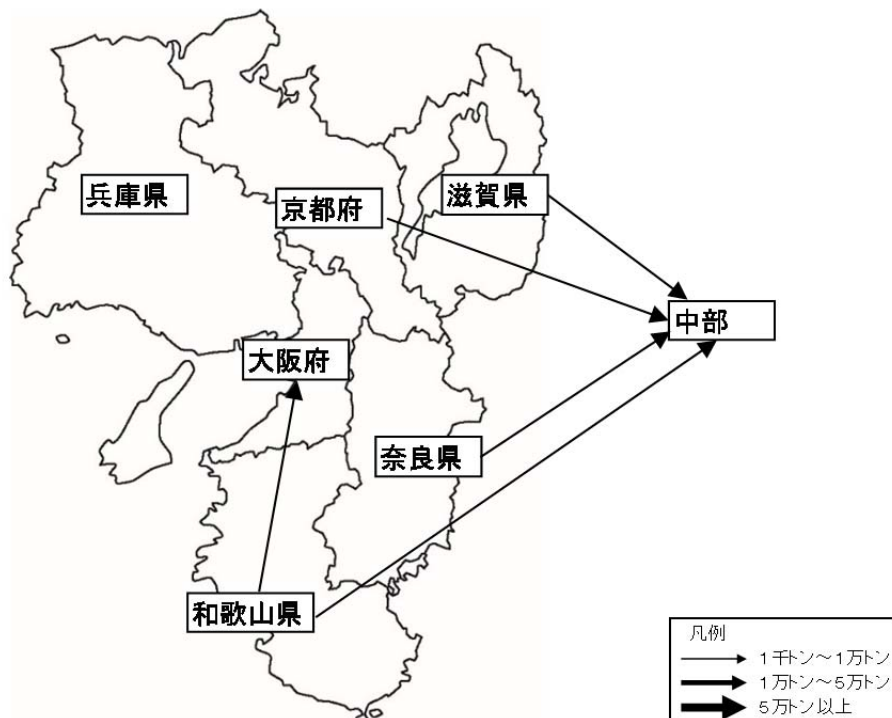 兵庫県
京都府
滋賀県
中部
大阪府
奈良県
和歌山県
凡例
1千トン～1万トン
1万トン～5万トン
5万トン以上